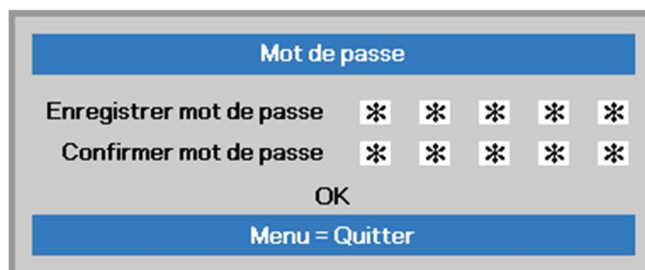 Mot de passe
Enregistrer mot de passe * * * * *
Confirmer mot de passe * * * * *
OK
Menu = Quitter